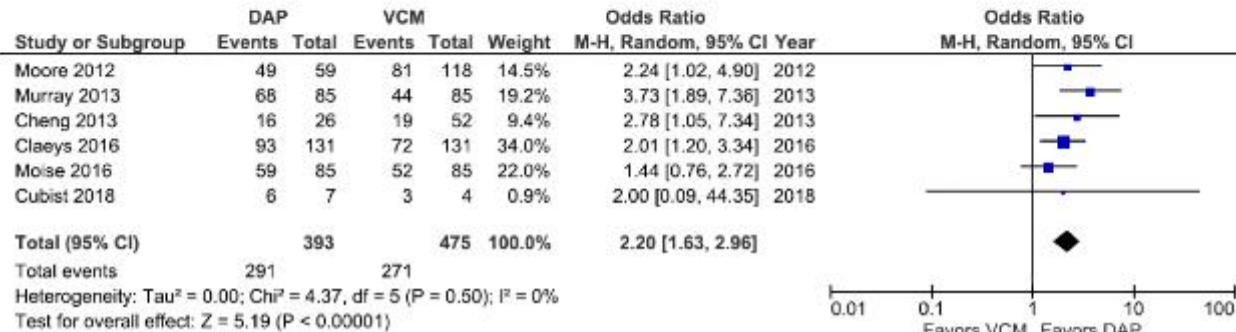 DAP VCM Odds Ratio Odds Ratio
Study or Subgroup Events Total Events Total Weight M-H, Random, 95% CI Year M-H, Random, 95% CI
Moore 2012 49 59 81 118 14.5% 2.24 [1.02, 4.90] 2012
Murray 2013 68 85 44 85 19.2% 3.73 [1.89, 7.36] 2013
Cheng 2013 16 26 19 52 9.4% 2.78 [1.05, 7.34] 2013
Claeys 2016 93 131 72 131 34.0% 2.01 [1.20, 3.34] 2016
Moise 2016 59 85 52 85 22.0% 1.44 [0.76, 2.72] 2016
Cubist 2018 6 7 3 4 0.9% 2.00 [0.09, 44.35] 2018
Total (95% CI) 393 475 100.0% 2.20 [1.63, 2.96]
Total events 291 271
Heterogeneity: Tau² = 0.00; Chi² = 4.37, df = 5 (P = 0.50); I² = 0%
Test for overall effect: Z = 5.19 (P < 0.00001)
0.01 0.1 1 10 100
Favors VCM Favors DAP